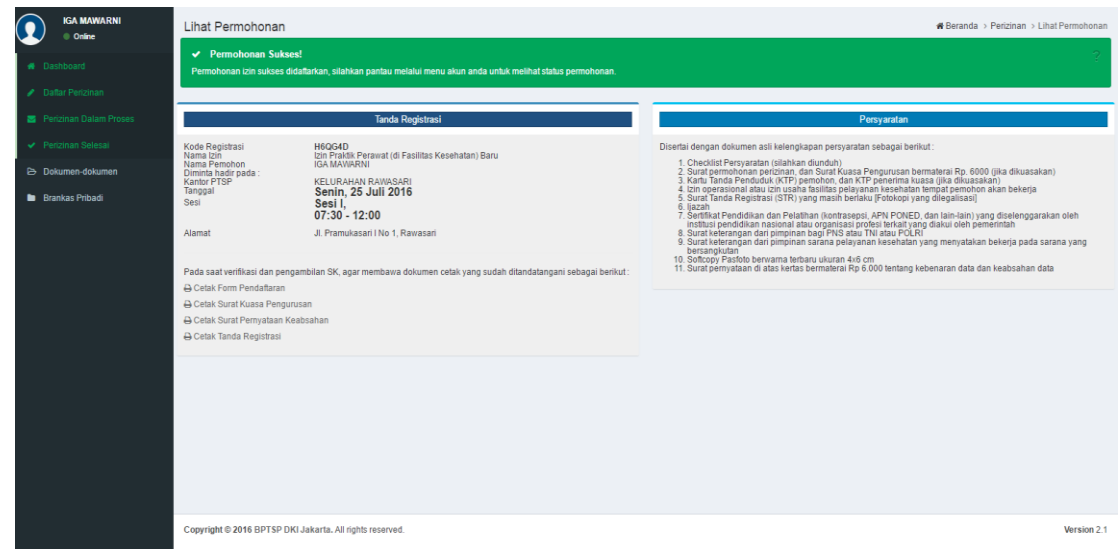 IGA MAWARNI
Online
Dashboard
Daftar Perizinan
Perizinan Dalam Proses
Perizinan Selesai
Dokumen-dokumen
Brankas Pribadi
Lihat Permohonan
Beranda > Perizinan > Lihat Permohonan
Permohonan Sukses!
?
Permohonan izin sukses didaftarkan, silahkan pantau melalui menu akun anda untuk melihat status permohonan.
Tanda Registrasi
Kode Registrasi H6QG4D
Nama Izin Izin Praktik Perawat (di Fasilitas Kesehatan) Baru
Nama Pemohon IGA MAWARNI
Diminta hadir pada :
Kantor PTSP KELURAHAN RAWASARI
Tanggal Senin, 25 Juli 2016
Sesi Sesi I,
07:30 - 12:00
Alamat Jl. Pramukasari I No 1, Rawasari
Pada saat verifikasi dan pengambilan SK, agar membawa dokumen cetak yang sudah ditandatangani sebagai berikut :
Cetak Form Pendaftaran
Cetak Surat Kuasa Pengurusan
Cetak Surat Pernyataan Keabsahan
Cetak Tanda Registrasi
Persyaratan
Disertai dengan dokumen asli kelengkapan persyaratan sebagai berikut :
1. Checklist Persyaratan (silahkan diunduh)
2. Surat permohonan perizinan, dan Surat Kuasa Pengurusan bermaterai Rp. 6000 (jika dikuasakan)
3. Kartu Tanda Penduduk (KTP) pemohon, dan KTP penerima kuasa (jika dikuasakan)
4. Izin operasional atau izin usaha fasilitas pelayanan kesehatan tempat pemohon akan bekerja
5. Surat Tanda Registrasi (STR) yang masih berlaku [Fotokopi yang dilegalisasi]
6. Ijazah
7. Sertifikat Pendidikan dan Pelatihan (kontrasepsi, APN PONED, dan lain-lain) yang diselenggarakan oleh
institusi pendidikan nasional atau organisasi profesi terkait yang diakui oleh pemerintah
8. Surat keterangan dari pimpinan bagi PNS atau TNI atau POLRI
9. Surat keterangan dari pimpinan sarana pelayanan kesehatan yang menyatakan bekerja pada sarana yang
bersangkutan
10. Softcopy Pasfoto berwarna terbaru ukuran 4x6 cm
11. Surat pernyataan di atas kertas bermaterai Rp 6.000 tentang kebenaran data dan keabsahan data
Copyright © 2016 BPTSP DKI Jakarta. All rights reserved.
Version 2.1